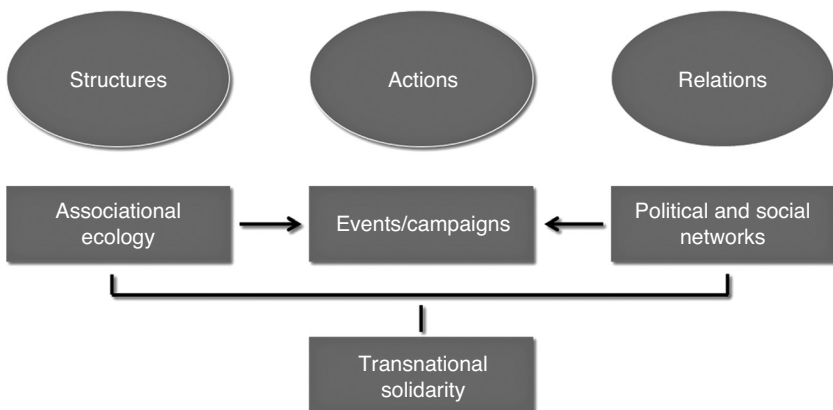 Structures
Actions
Relations
Associational
ecology
Events/campaigns
Political and social
networks
Transnational
solidarity